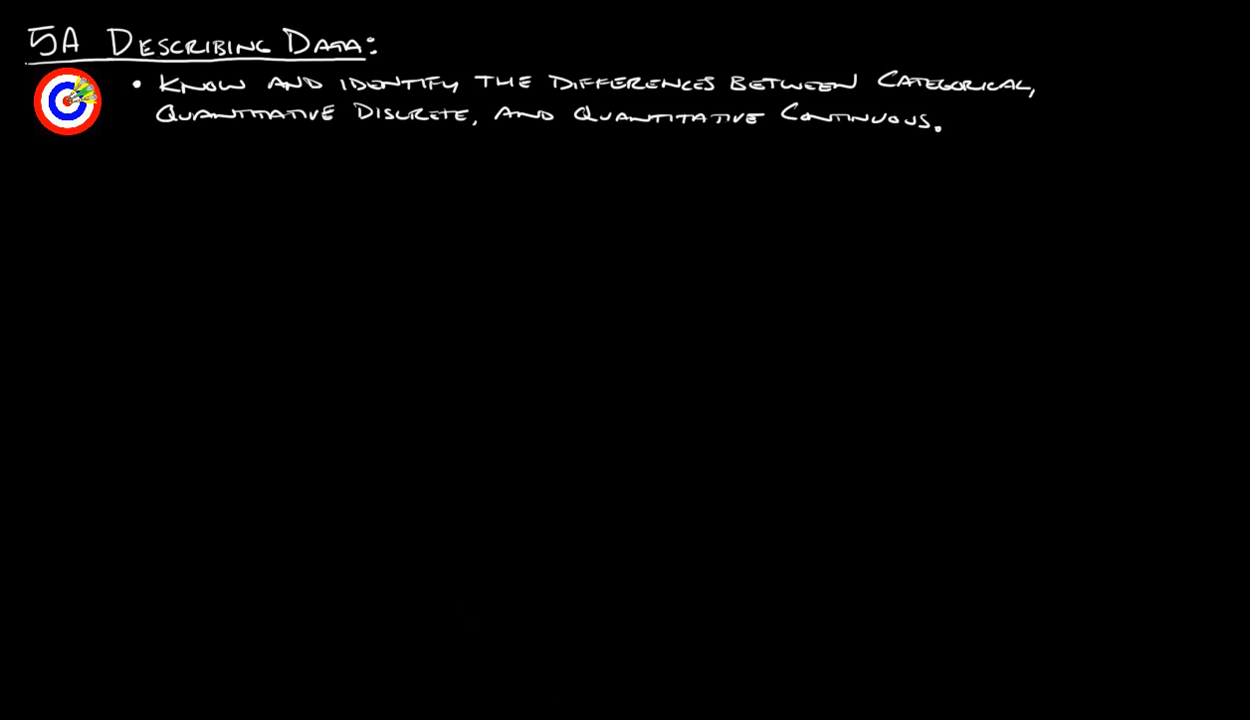 5A DESCRIBING DATA:
• KNOW AND IDENTIFY THE DIFFERENCES BETWEEN CATEGORICAL,
QUANTITATIVE DISCRETE, AND QUANTITATIVE CONTINUOUS.